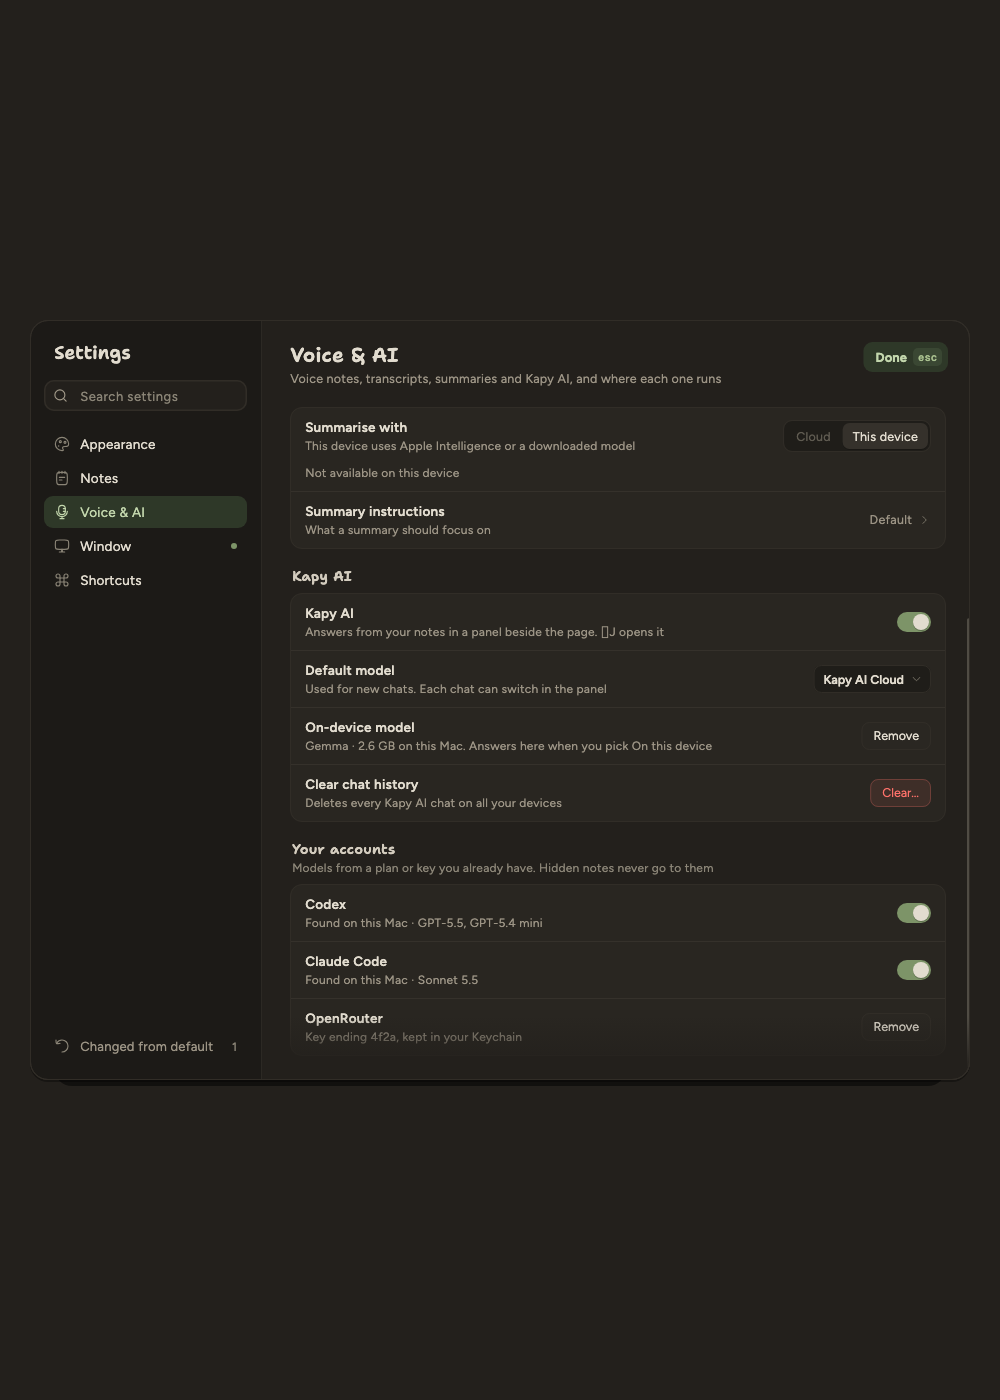 Settings
Search settings
Appearance
Notes
Voice & AI
Window
Shortcuts
Changed from default 1
Voice & AI
Voice notes, transcripts, summaries and Kapy AI, and where each one runs
Done esc
Summarise with
This device uses Apple Intelligence or a downloaded model
Cloud This device
Not available on this device
Summary instructions
What a summary should focus on
Default
Kapy AI
Kapy AI
Answers from your notes in a panel beside the page. ▯J opens it
Default model
Used for new chats. Each chat can switch in the panel
Kapy AI Cloud
On-device model
Gemma · 2.6 GB on this Mac. Answers here when you pick On this device
Remove
Clear chat history
Deletes every Kapy AI chat on all your devices
Clear...
Your accounts
Models from a plan or key you already have. Hidden notes never go to them
Codex
Found on this Mac · GPT-5.5, GPT-5.4 mini
Claude Code
Found on this Mac · Sonnet 5.5
OpenRouter
Key ending 4f2a, kept in your Keychain
Remove